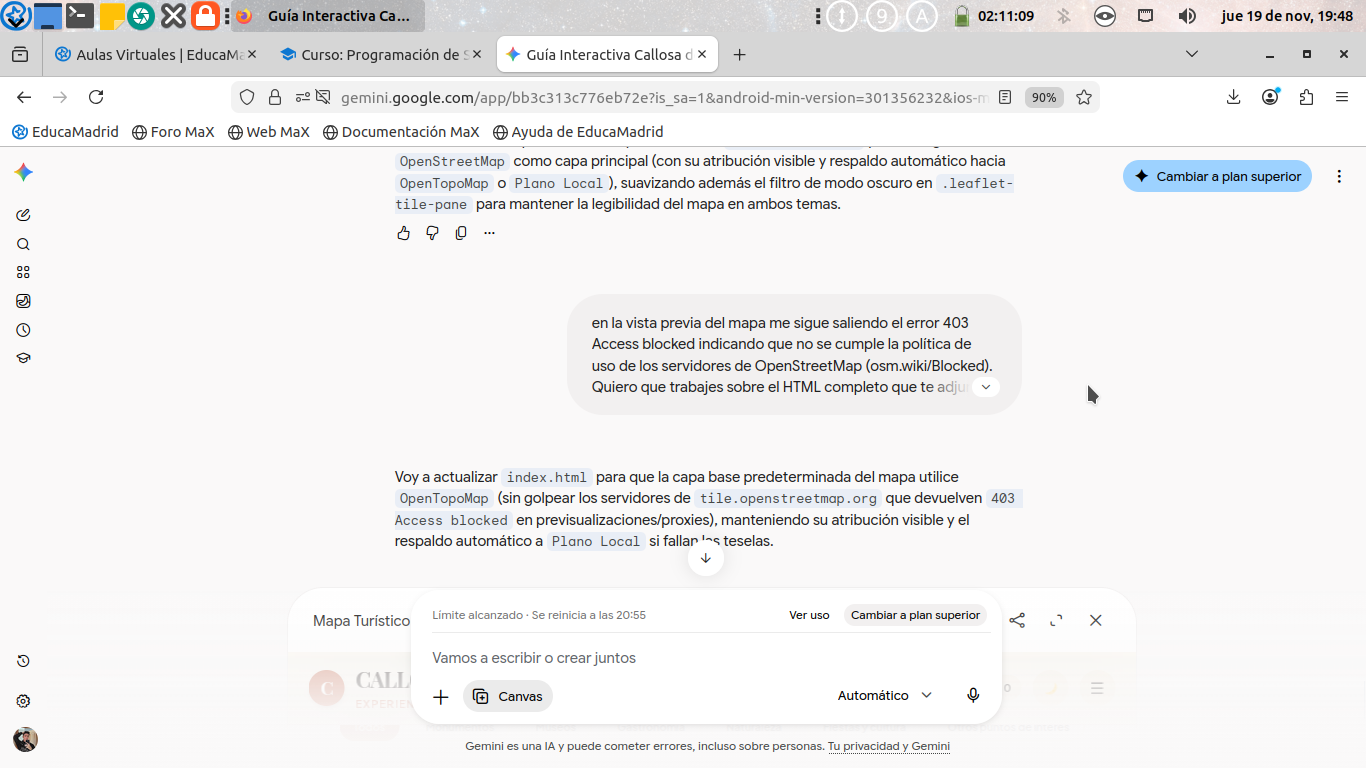 Guía Interactiva Ca...
9
A
02:11:09
jue 19 de nov, 19:48
Aulas Virtuales | EducaMa
Curso: Programación de S
Guía Interactiva Callosa d
gemini.google.com/app/bb3c313c776eb72e?is_sa=1&android-min-version=301356232&ios-m
90%
EducaMadrid
Foro MaX
Web MaX
Documentación MaX
Ayuda de EducaMadrid
OpenStreetMap como capa principal (con su atribución visible y respaldo automático hacia
OpenTopoMap o Plano Local ), suavizando además el filtro de modo oscuro en .leaflet-
tile-pane para mantener la legibilidad del mapa en ambos temas.
Cambiar a plan superior
en la vista previa del mapa me sigue saliendo el error 403
Access blocked indicando que no se cumple la política de
uso de los servidores de OpenStreetMap (osm.wiki/Blocked).
Quiero que trabajes sobre el HTML completo que te adju
Voy a actualizar index.html para que la capa base predeterminada del mapa utilice
OpenTopoMap (sin golpear los servidores de tile.openstreetmap.org que devuelven 403
Access blocked en previsualizaciones/proxies), manteniendo su atribución visible y el
respaldo automático a Plano Local si fallan las teselas.
Mapa Turístico
Límite alcanzado · Se reinicia a las 20:55
Ver uso
Cambiar a plan superior
Vamos a escribir o crear juntos
C
CALLO
EXPERIEN
Canvas
Automático
Gemini es una IA y puede cometer errores, incluso sobre personas. Tu privacidad y Gemini